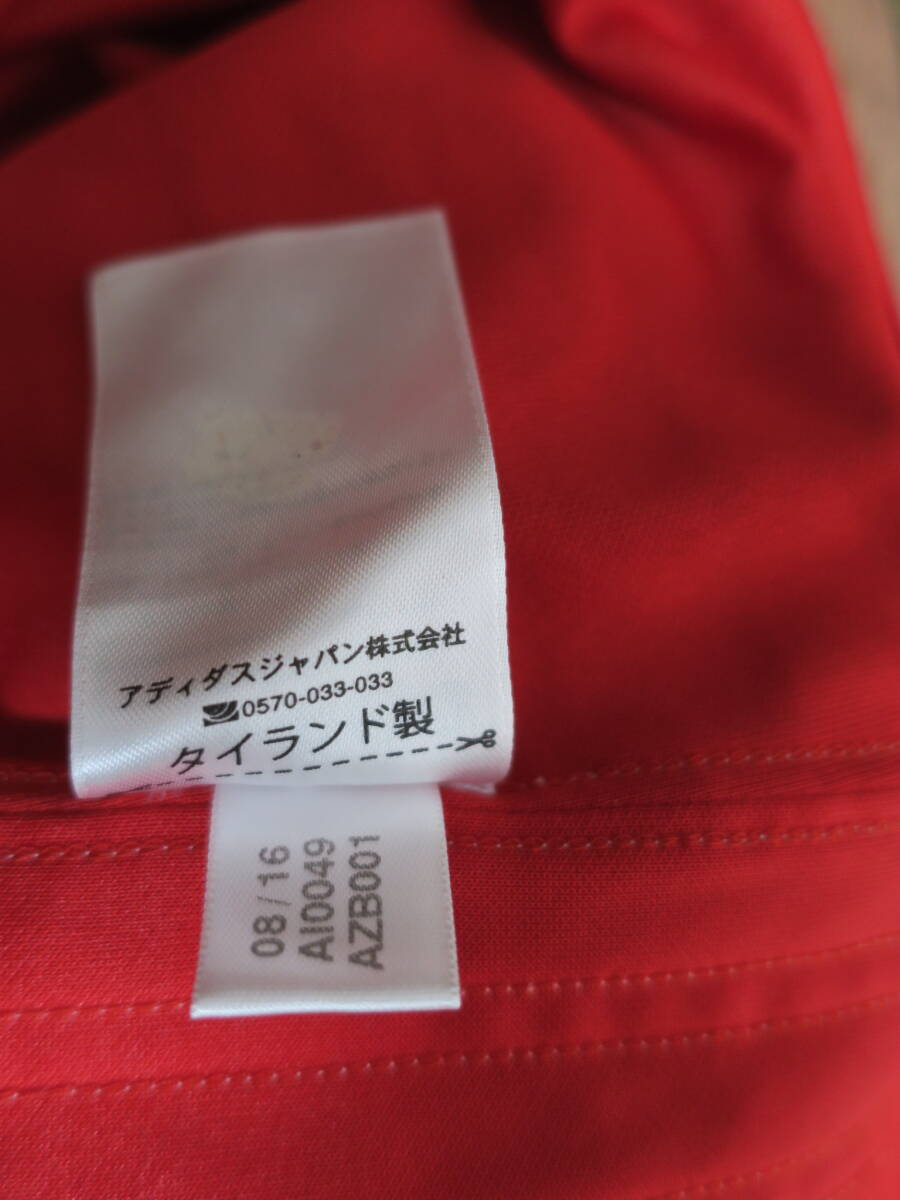 アディダスジャパン株式会社
0570-033-033
タイランド製
08/16
AI0049
AZB001